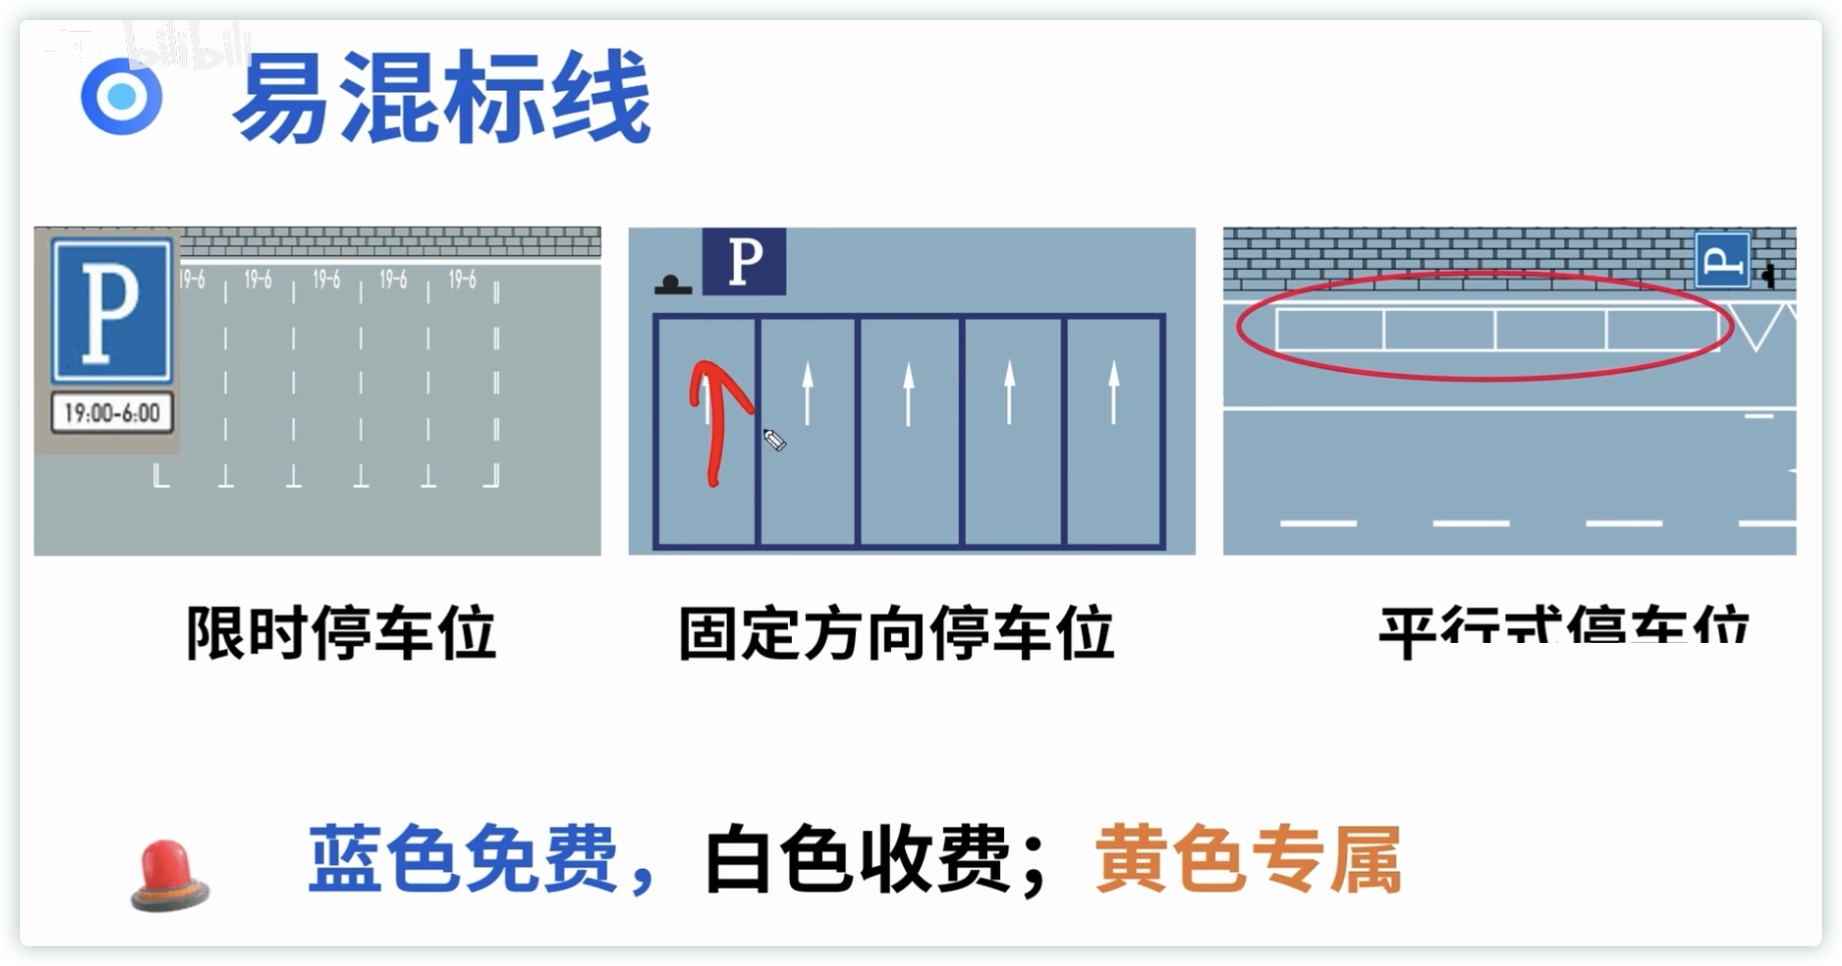 bilibili
易混标线
P
19:00-6:00
19-6 19-6 19-6 19-6 19-6
P
P
限时停车位
固定方向停车位
平行式停车位
蓝色免费，白色收费；黄色专属